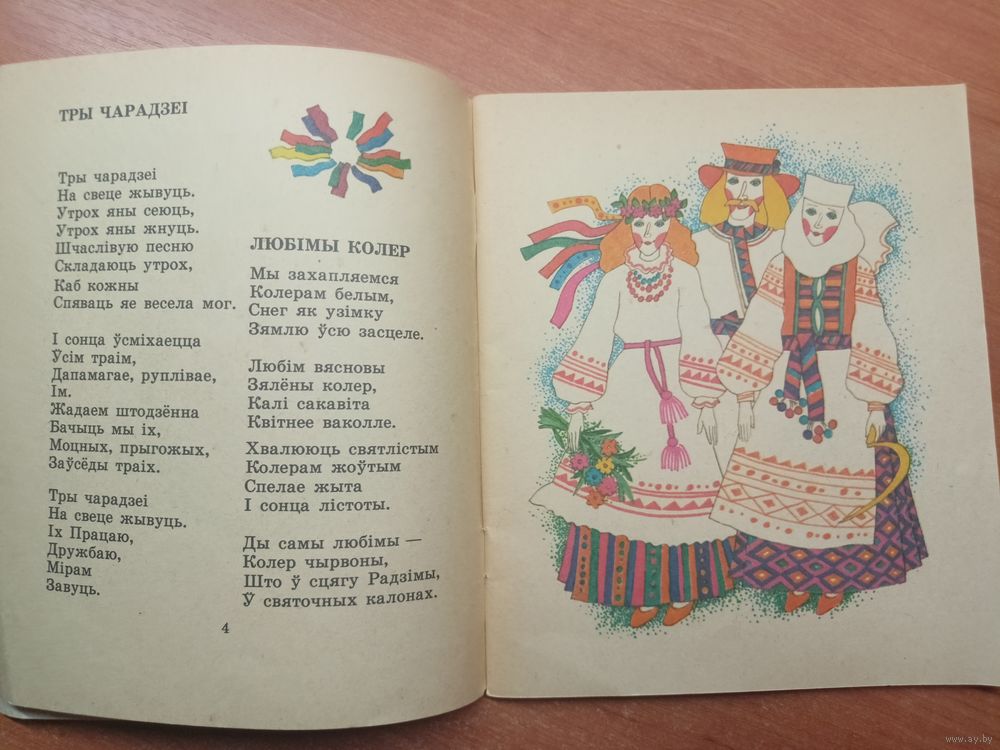 ТРЫ ЧАРАДЗЕІ
Тры чарадзеі
На свеце жывуць.
Утрох яны сеюць,
Утрох яны жнуць.
Шчаслівую песню
Складаюць утрох,
Каб кожны
Спяваць яе весела мог.
І сонца ўсміхаецца
Ўсім траім,
Дапамагае, руплівае,
Ім.
Жадаем штодзённа
Бачыць мы іх,
Моцных, прыгожых,
Заўсёды траіх.
Тры чарадзеі
На свеце жывуць.
Іх Працаю,
Дружбаю,
Мірам
Завуць.
ЛЮБІМЫ КОЛЕР
Мы захапляемся
Колерам белым,
Снег як узімку
Зямлю ўсю засцеле.
Любім вясновы
Зялёны колер,
Калі сакавіта
Квітнее ваколле.
Хвалююць святлістым
Колерам жоўтым
Спелае жыта
І сонца лістоты.
Ды самы любімы —
Колер чырвоны,
Што ў сцягу Радзімы,
Ў святочных калонах.
4
www.ay.by